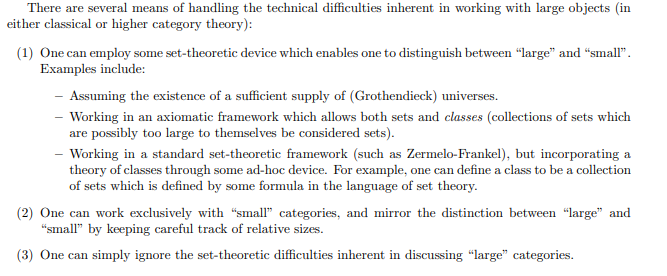 There are several means of handling the technical difficulties inherent in working with large objects (in
either classical or higher category theory):
(1) One can employ some set-theoretic device which enables one to distinguish between “large” and “small”.
Examples include:
– Assuming the existence of a sufficient supply of (Grothendieck) universes.
– Working in an axiomatic framework which allows both sets and classes (collections of sets which
are possibly too large to themselves be considered sets).
– Working in a standard set-theoretic framework (such as Zermelo-Frankel), but incorporating a
theory of classes through some ad-hoc device. For example, one can define a class to be a collection
of sets which is defined by some formula in the language of set theory.
(2) One can work exclusively with “small” categories, and mirror the distinction between “large” and
“small” by keeping careful track of relative sizes.
(3) One can simply ignore the set-theoretic difficulties inherent in discussing “large” categories.